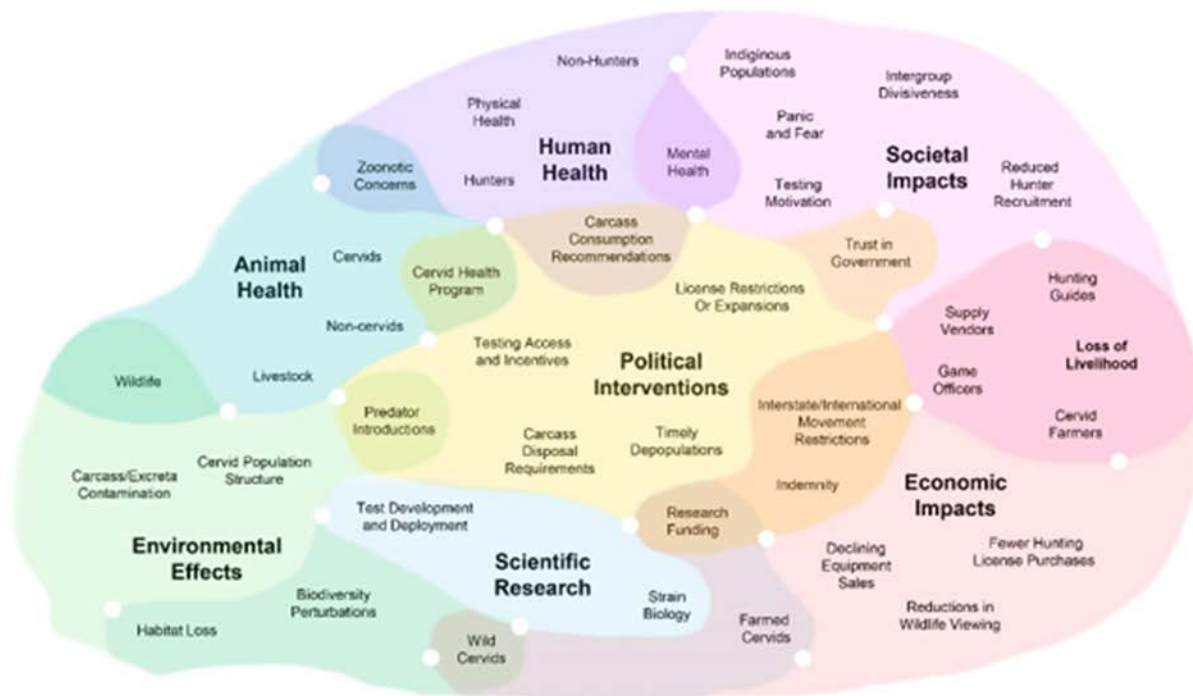 Non-Hunters
Physical
Health
Human
Health
Hunters
Mental
Health
Indiginous
Populations
Intergroup
Divisiveness
Panic
and Fear
Societal
Impacts
Testing
Motivation
Reduced
Hunter
Recruitment
Zoonotic
Concerns
Carcass
Consumption
Recommendations
Trust in
Government
Animal
Health
Cervids
Cervid Health
Program
Non-cervids
Livestock
Wildlife
License Restrictions
Or Expansions
Testing Access
and Incentives
Political
Interventions
Predator
Introductions
Carcass
Disposal
Requirements
Timely
Depopulations
Interstate/International
Movement
Restrictions
Indemnity
Hunting
Guides
Supply
Vendors
Loss of
Livelihood
Game
Officers
Cervid
Farmers
Carcass/Excreta
Contamination
Cervid Population
Structure
Environmental
Effects
Biodiversity
Perturbations
Habitat Loss
Test Development
and Deployment
Scientific
Research
Research
Funding
Strain
Biology
Wild
Cervids
Farmed
Cervids
Economic
Impacts
Declining
Equipment
Sales
Fewer Hunting
License Purchases
Reductions in
Wildlife Viewing